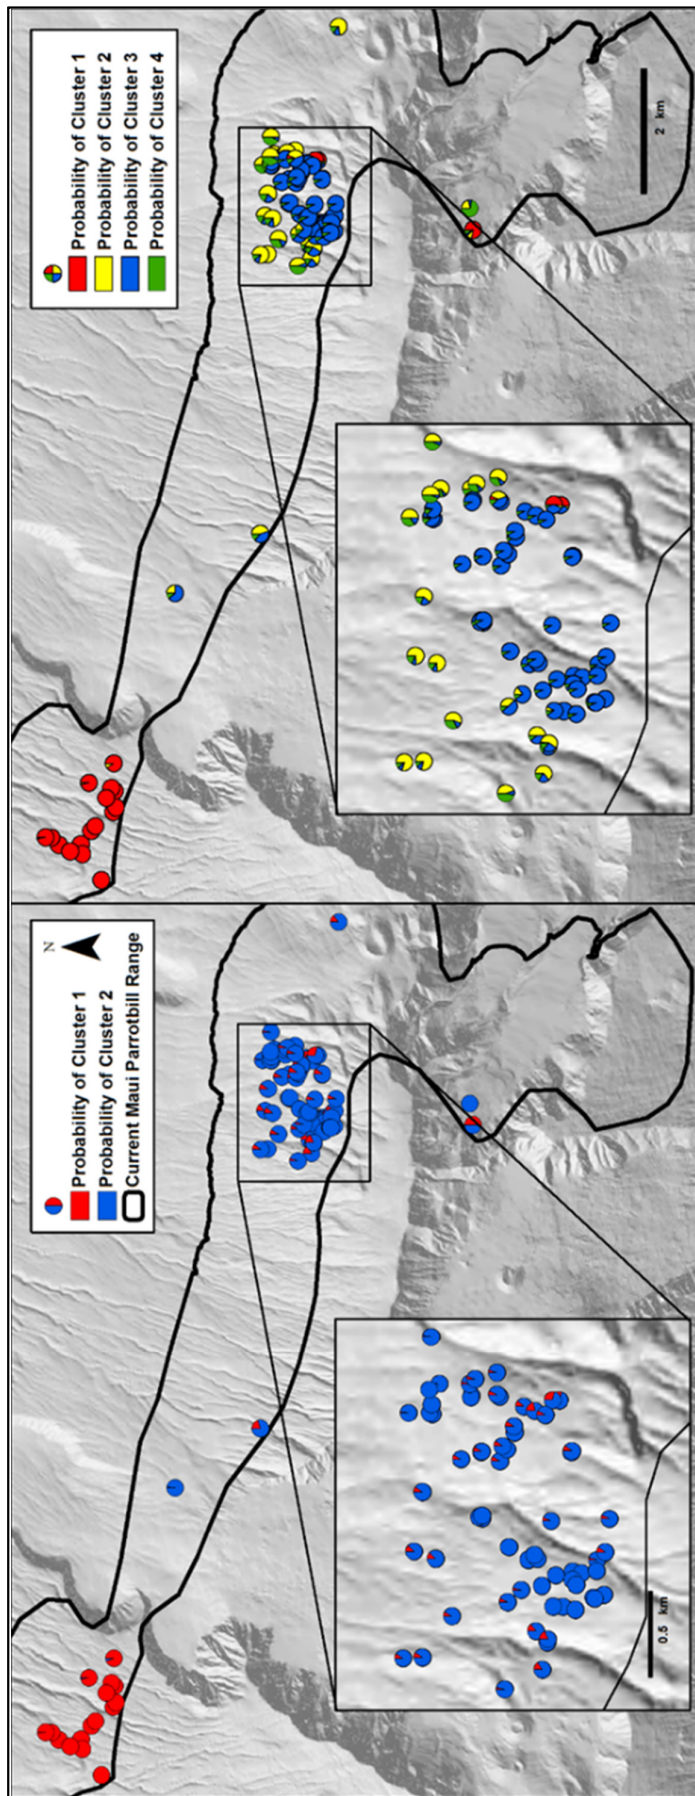 Probability of Cluster 1
Probability of Cluster 2
Probability of Cluster 3
Probability of Cluster 4
2 km
N
Probability of Cluster 1
Probability of Cluster 2
Current Maui Parrotbill Range
0.5 km